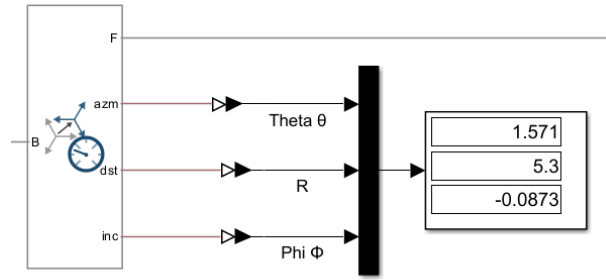 F
azm
Theta θ
B
dst
R
inc
Phi Φ
1.571
5.3
-0.0873